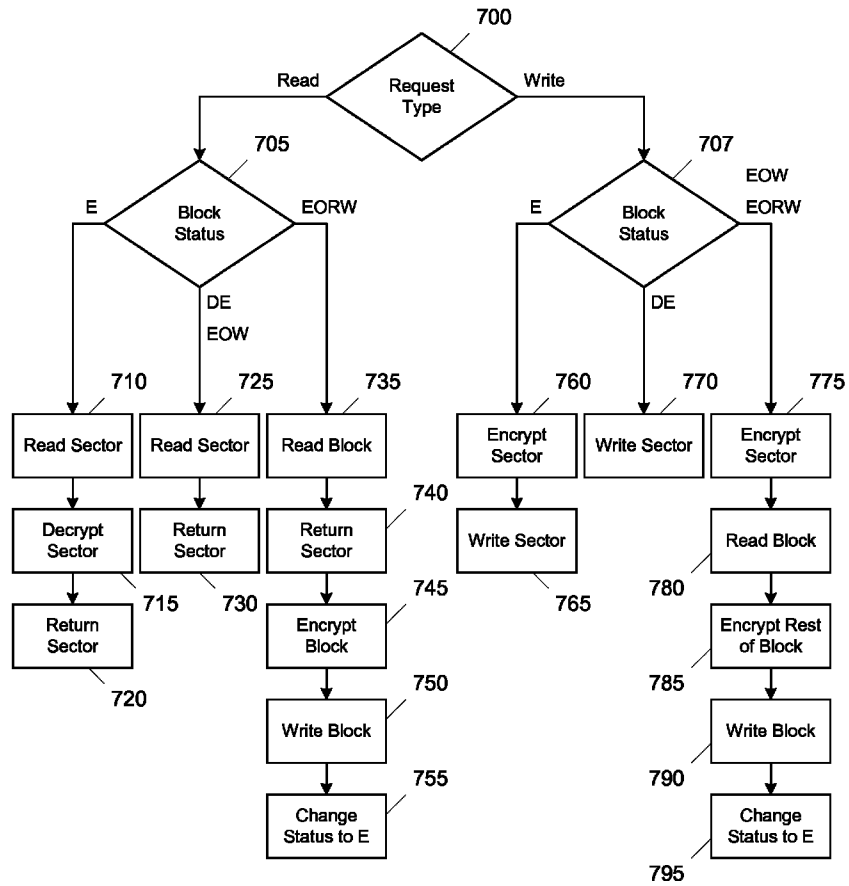 700
Read
Request
Type
Write
705
707
E
Block
Status
EORW
E
Block
Status
EOW
EORW
DE
EOW
DE
710
725
735
760
770
775
Read Sector
Read Sector
Read Block
Encrypt
Sector
Write Sector
Encrypt
Sector
740
Decrypt
Sector
Return
Sector
Return
Sector
Write Sector
Read Block
715
730
745
765
780
Return
Sector
Encrypt
Block
Encrypt Rest
of Block
720
750
785
Write Block
Write Block
755
790
Change
Status to E
Change
Status to E
795